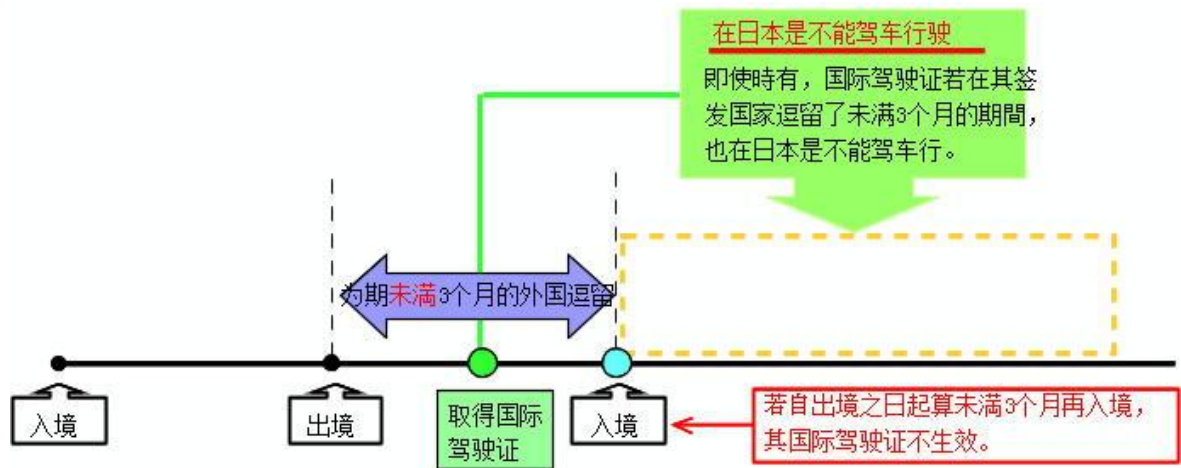 在日本是不能驾车行驶
即使時有，国际驾驶证若在其签
发国家逗留了未满3个月的期間，
也在日本是不能驾车行。
为期未満3个月的外国逗留
入境
出境
取得国际
驾驶证
入境
若自出境之日起算未満3个月再入境，
其国际驾驶证不生效。